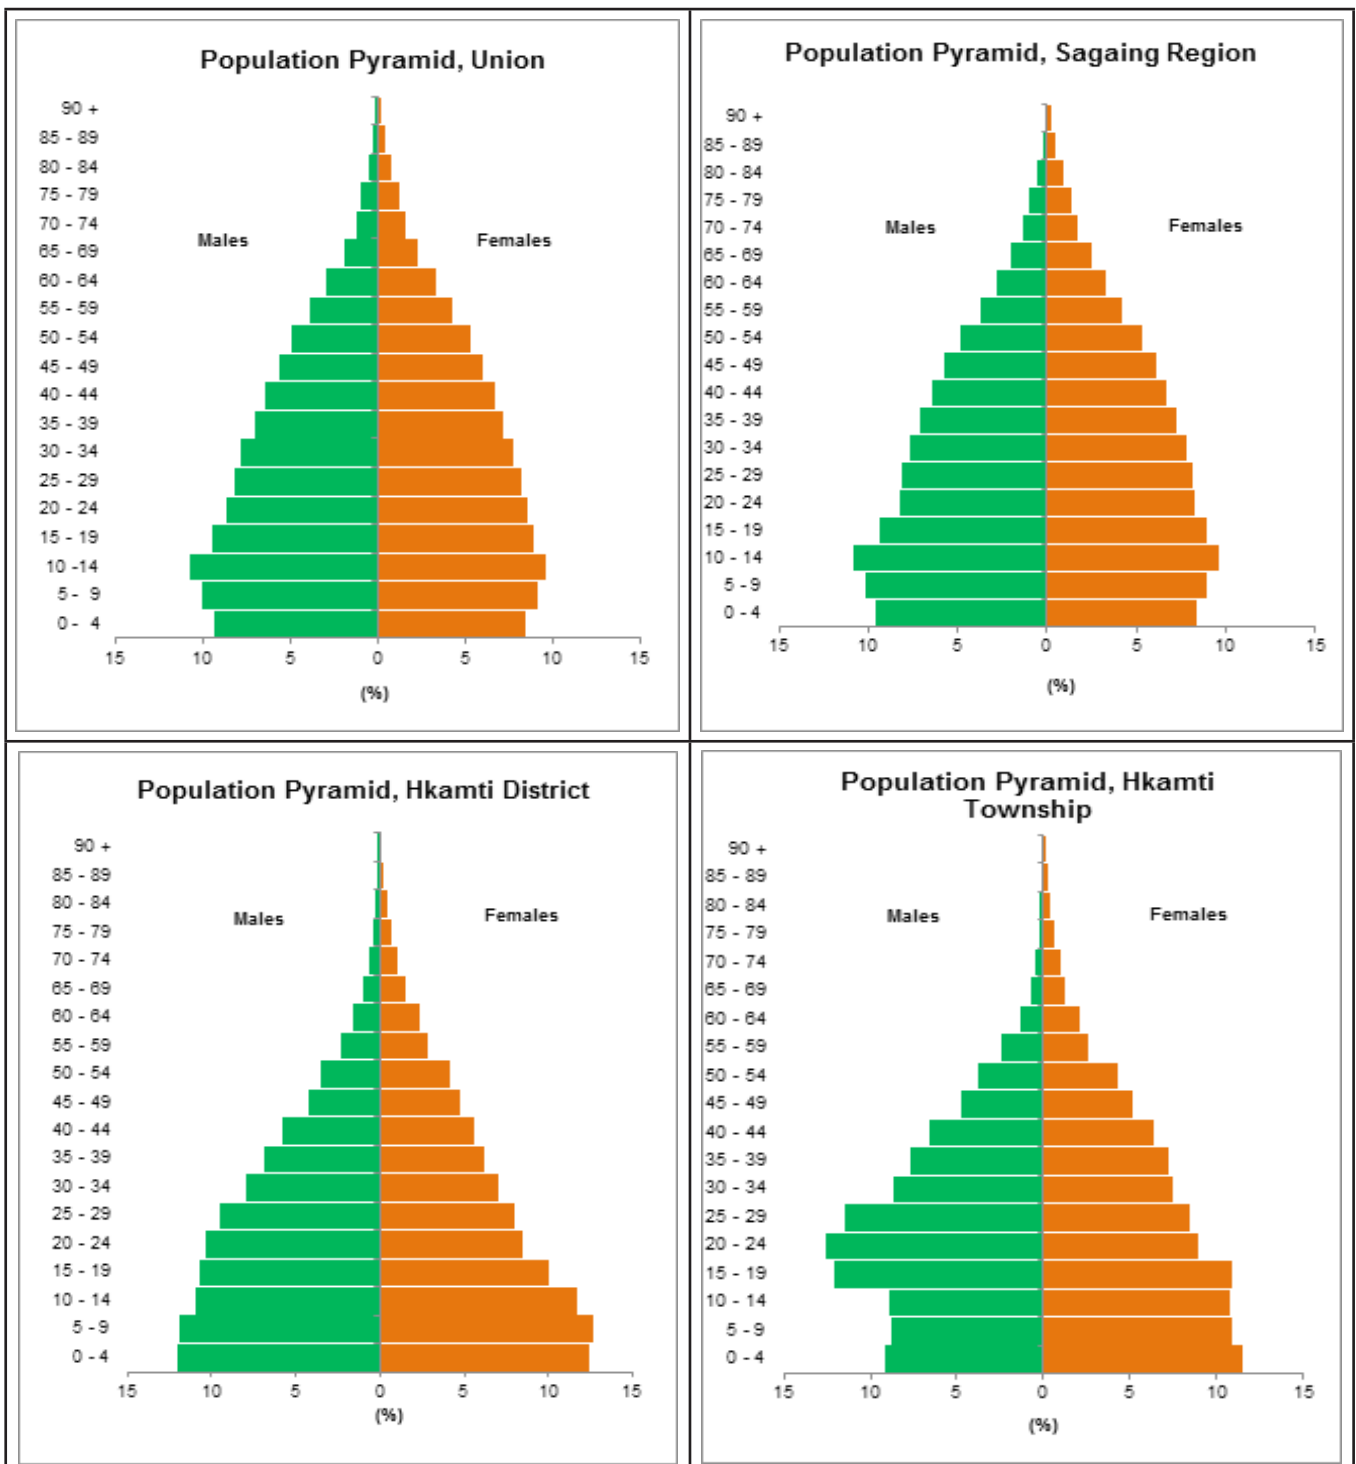 Population Pyramid, Union
90 +
85 - 89
80 - 84
75 - 79
70 - 74
65 - 69
60 - 64
55 - 59
50 - 54
45 - 49
40 - 44
35 - 39
30 - 34
25 - 29
20 - 24
15 - 19
10 -14
5 - 9
0 - 4
Males
Females
15 10 5 0 5 10 15
(%)
Population Pyramid, Sagaing Region
90 +
85 - 89
80 - 84
75 - 79
70 - 74
65 - 69
60 - 64
55 - 59
50 - 54
45 - 49
40 - 44
35 - 39
30 - 34
25 - 29
20 - 24
15 - 19
10 - 14
5 - 9
0 - 4
Males
Females
15 10 5 0 5 10 15
(%)
Population Pyramid, Hkamti District
90 +
85 - 89
80 - 84
75 - 79
70 - 74
65 - 69
60 - 64
55 - 59
50 - 54
45 - 49
40 - 44
35 - 39
30 - 34
25 - 29
20 - 24
15 - 19
10 - 14
5 - 9
0 - 4
Males
Females
15 10 5 0 5 10 15
(%)
Population Pyramid, Hkamti
Township
90 +
85 - 89
80 - 84
75 - 79
70 - 74
65 - 69
60 - 64
55 - 59
50 - 54
45 - 49
40 - 44
35 - 39
30 - 34
25 - 29
20 - 24
15 - 19
10 - 14
5 - 9
0 - 4
Males
Females
15 10 5 0 5 10 15
(%)